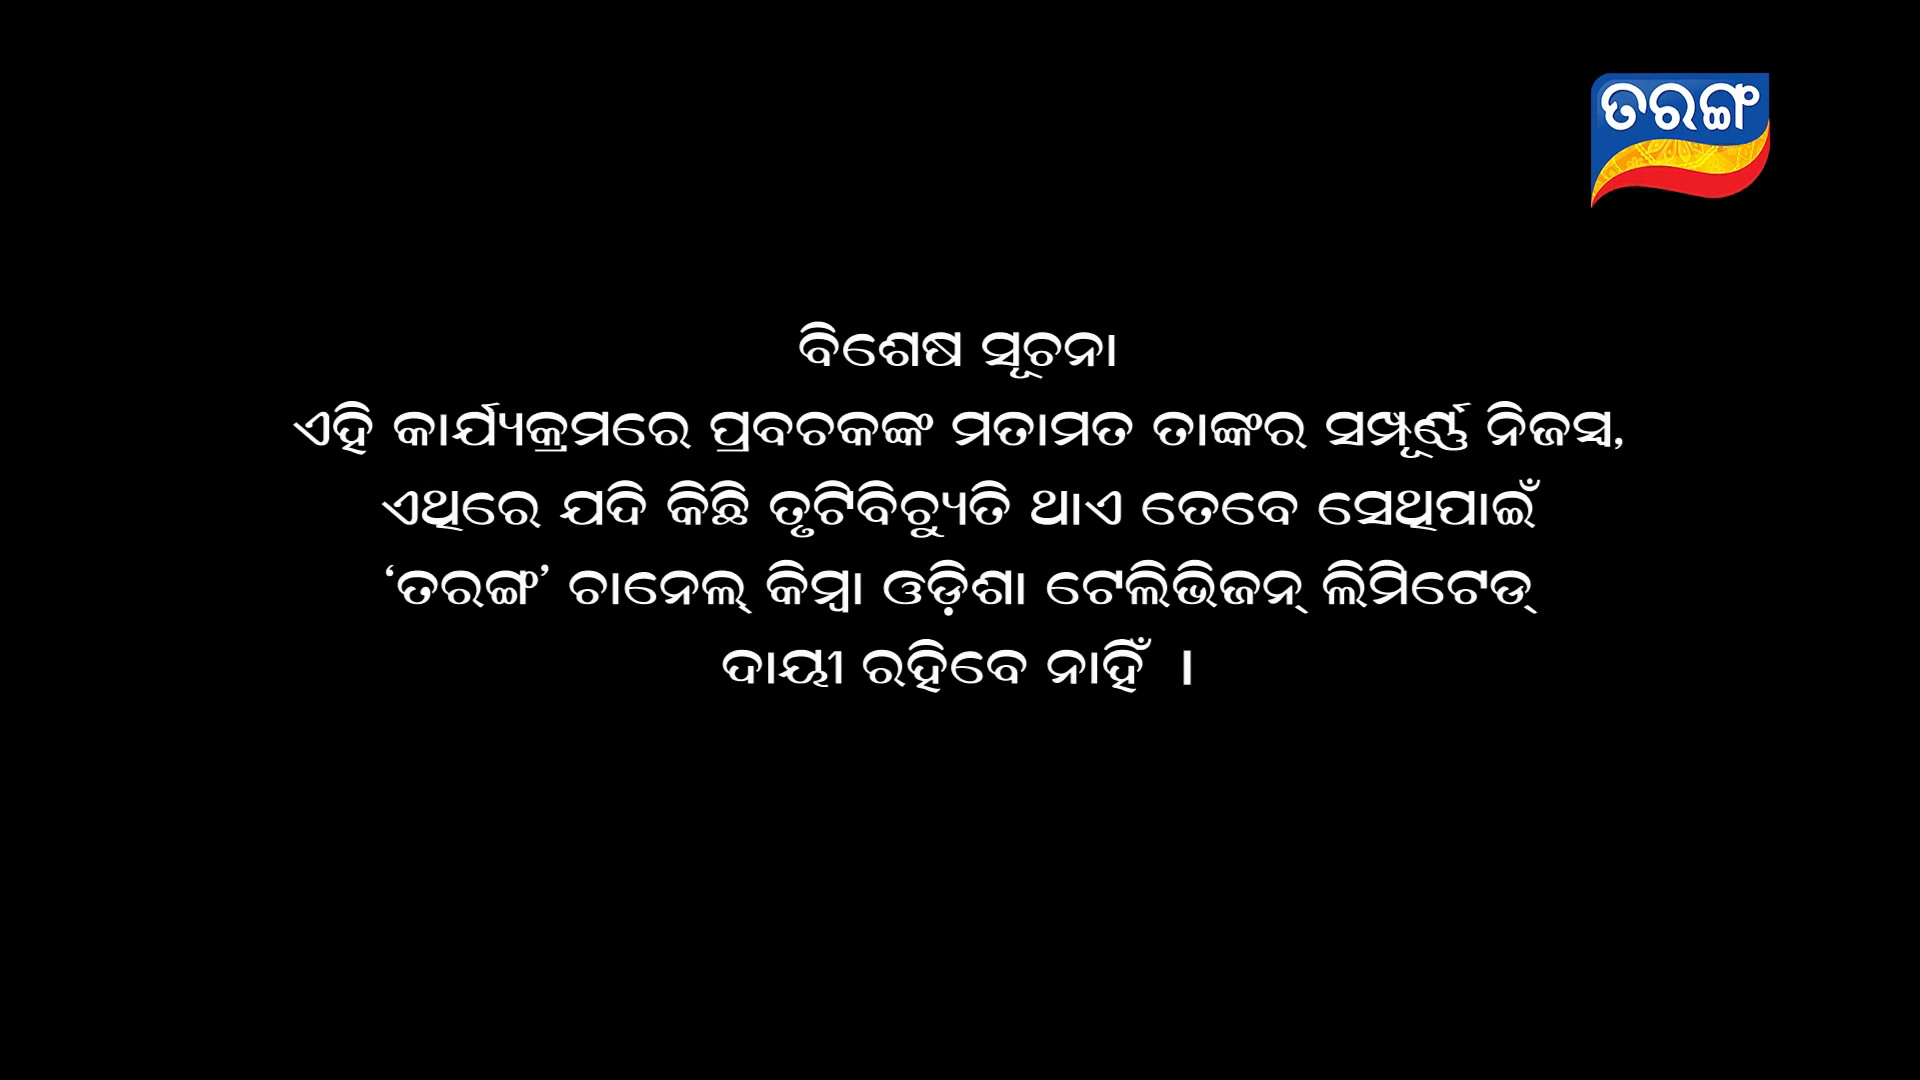 ତରଙ୍ଗ
ବିଶେଷ ସୂଚନା
ଏହି କାର୍ଯ୍ୟକ୍ରମରେ ପ୍ରବଚକଙ୍କ ମତାମତ ତାଙ୍କର ସମ୍ପୂର୍ଣ୍ଣ ନିଜସ୍ୱ,
ଏଥିରେ ଯଦି କିଛି ତୃଟିବିଚ୍ୟୁତି ଥାଏ ତେବେ ସେଥିପାଇଁ
‘ତରଙ୍ଗ’ ଚାନେଲ୍ କିମ୍ବା ଓଡ଼ିଶା ଟେଲିଭିଜନ୍ ଲିମିଟେଡ୍
ଦାୟୀ ରହିବେ ନାହିଁ ।